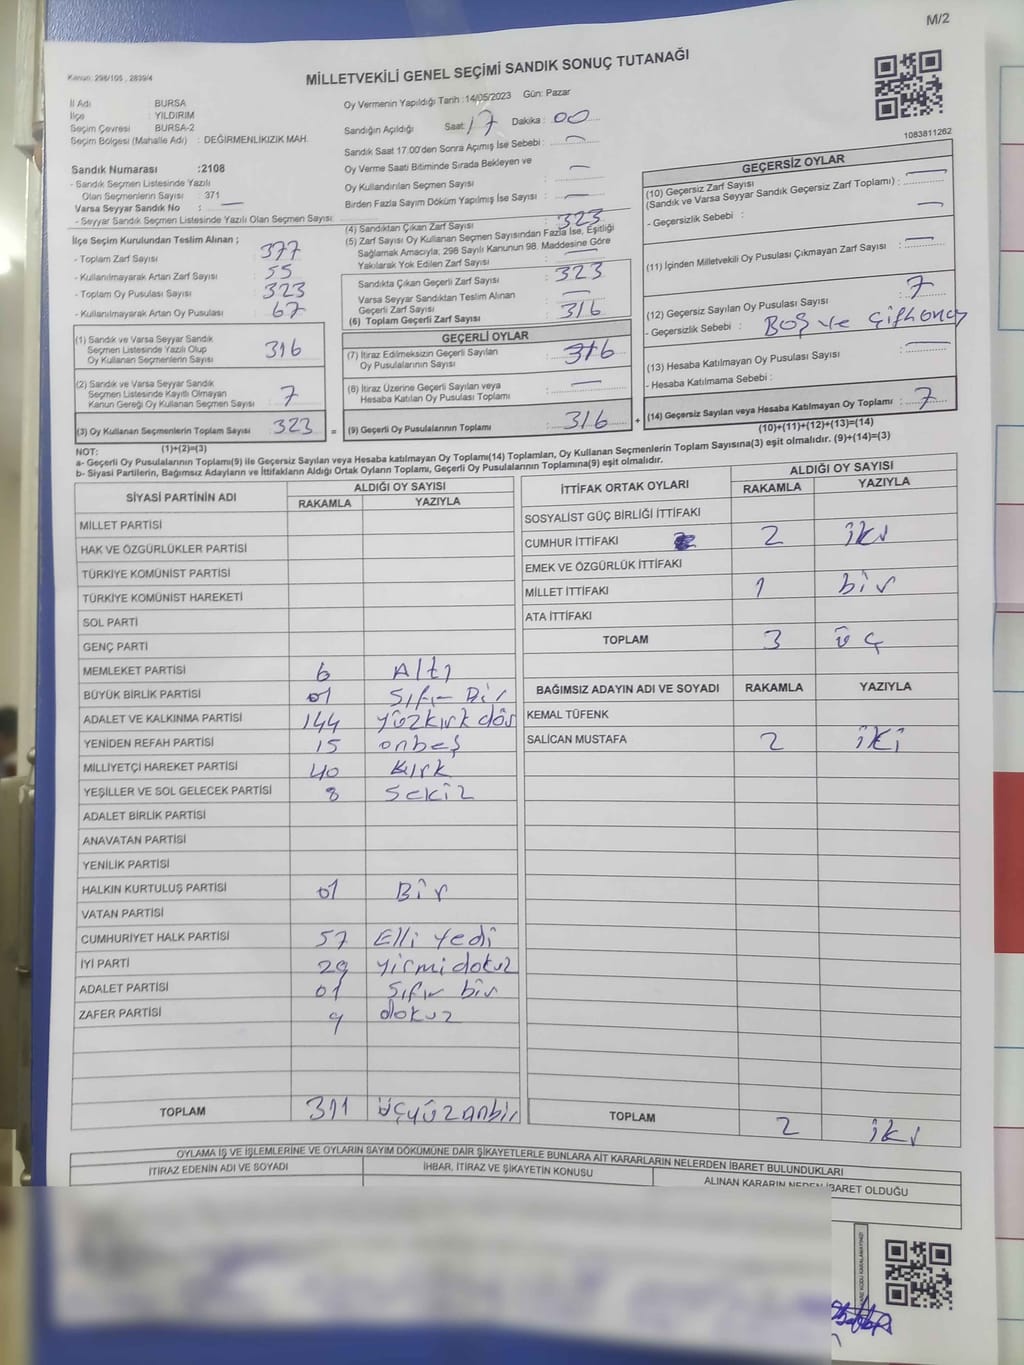 M/2
Kanun: 298/105 , 2839/4
MİLLETVEKİLİ GENEL SEÇİMİ SANDIK SONUÇ TUTANAĞI
1083811262
İl Adı BURSA
İlçe YILDIRIM
Seçim Çevresi BURSA-2
Seçim Bölgesi (Mahalle Adı) : DEĞİRMENLİKIZIK MAH.
Sandık Numarası :2108
- Sandık Seçmen Listesinde Yazılı
Olan Seçmenlerin Sayısı 371
Varsa Seyyar Sandık No : —
- Seyyar Sandık Seçmen Listesinde Yazılı Olan Seçmen Sayısı:
İlçe Seçim Kurulundan Teslim Alınan ;
- Toplam Zarf Sayısı : 377
- Kullanılmayarak Artan Zarf Sayısı : 55
- Toplam Oy Pusulası Sayısı : 323
- Kullanılmayarak Artan Oy Pusulası : 67
(1) Sandık ve Varsa Seyyar Sandık
Seçmen Listesinde Yazılı Olup
Oy Kullanan Seçmenlerin Sayısı 316
(2) Sandık ve Varsa Seyyar Sandık
Seçmen Listesinde Kayıtlı Olmayan
Kanun Gereği Oy Kullanan Seçmen Sayısı : 7
(3) Oy Kullanan Seçmenlerin Toplam Sayısı : 323 =
(1)+(2)=(3)
Oy Vermenin Yapıldığı Tarih :14/05/2023 Gün: Pazar
Sandığın Açıldığı Saat: 17 Dakika : 00
Sandık Saat 17.00'den Sonra Açımış İse Sebebi : —
Oy Verme Saati Bitiminde Sırada Bekleyen ve
Oy Kullandırılan Seçmen Sayısı : —
Birden Fazla Sayım Döküm Yapılmış İse Sayısı : —
(4) Sandıktan Çıkan Zarf Sayısı : 323
(5) Zarf Sayısı Oy Kullanan Seçmen Sayısından Fazla İse, Eşitliği
Sağlamak Amacıyla, 298 Sayılı Kanunun 98. Maddesine Göre
Yakılarak Yok Edilen Zarf Sayısı : —
Sandıkta Çıkan Geçerli Zarf Sayısı : 323
Varsa Seyyar Sandıktan Teslim Alınan
Geçerli Zarf Sayısı : —
(6) Toplam Geçerli Zarf Sayısı : 316
GEÇERLİ OYLAR
(7) İtiraz Edilmeksizin Geçerli Sayılan
Oy Pusulalarının Sayısı : 316
(8) İtiraz Üzerine Geçerli Sayılan veya
Hesaba Katılan Oy Pusulası Toplamı : —
(9) Geçerli Oy Pusulalarının Toplamı : 316 +
GEÇERSİZ OYLAR
(10) Geçersiz Zarf Sayısı
(Sandık ve Varsa Seyyar Sandık Geçersiz Zarf Toplamı) : —
- Geçersizlik Sebebi : —
(11) İçinden Milletvekili Oy Pusulası Çıkmayan Zarf Sayısı : —
(12) Geçersiz Sayılan Oy Pusulası Sayısı : 7
- Geçersizlik Sebebi : BOŞ ve
(13) Hesaba Katılmayan Oy Pusulası Sayısı : —
- Hesaba Katılmama Sebebi :
(14) Geçersiz Sayılan veya Hesaba Katılmayan Oy Toplamı : 7
(10)+(11)+(12)+(13)=(14)
NOT:
a- Geçerli Oy Pusulalarının Toplamı(9) ile Geçersiz Sayılan veya Hesaba katılmayan Oy Toplamı(14) Toplamları, Oy Kullanan Seçmenlerin Toplam Sayısına(3) eşit olmalıdır. (9)+(14)=(3)
b- Siyasi Partilerin, Bağımsız Adayların ve İttifakların Aldığı Ortak Oyların Toplamı, Geçerli Oy Pusulalarının Toplamına(9) eşit olmalıdır.
SİYASİ PARTİNİN ADI ALDIĞI OY SAYISI
RAKAMLA YAZIYLA
MİLLET PARTİSİ
HAK VE ÖZGÜRLÜKLER PARTİSİ
TÜRKİYE KOMÜNİST PARTİSİ
TÜRKİYE KOMÜNİST HAREKETİ
SOL PARTİ
GENÇ PARTİ
MEMLEKET PARTİSİ 6 Altı
BÜYÜK BİRLİK PARTİSİ 01 Sıfır Bir
ADALET VE KALKINMA PARTİSİ 144 yüzkırk dör
YENİDEN REFAH PARTİSİ 15 onbeş
MİLLİYETÇİ HAREKET PARTİSİ 40 Kırk
YEŞİLLER VE SOL GELECEK PARTİSİ 8 Sekiz
ADALET BİRLİK PARTİSİ
ANAVATAN PARTİSİ
YENİLİK PARTİSİ
HALKIN KURTULUŞ PARTİSİ 01 Bir
VATAN PARTİSİ
CUMHURİYET HALK PARTİSİ 57 Elli Yedi
İYİ PARTİ 29 Yirmi dokuz
ADALET PARTİSİ 01 Sıfır bir
ZAFER PARTİSİ 9 dokuz
TOPLAM 311 üçyüzonbir
İTTİFAK ORTAK OYLARI ALDIĞI OY SAYISI
RAKAMLA YAZIYLA
SOSYALİST GÜÇ BİRLİĞİ İTTİFAKI
CUMHUR İTTİFAKI 2 iki
EMEK VE ÖZGÜRLÜK İTTİFAKI
MİLLET İTTİFAKI 1 bir
ATA İTTİFAKI
TOPLAM 3 üç
BAĞIMSIZ ADAYIN ADI VE SOYADI RAKAMLA YAZIYLA
KEMAL TÜFENK
SALİCAN MUSTAFA 2 iki
TOPLAM 2 iki
OYLAMA İŞ VE İŞLEMLERİNE VE OYLARIN SAYIM DÖKÜMÜNE DAİR ŞİKAYETLERLE BUNLARA AİT KARARLARIN NELERDEN İBARET BULUNDUKLARI
İTİRAZ EDENİN ADI VE SOYADI İHBAR, İTİRAZ VE ŞİKAYETİN KONUSU ALINAN KARARIN NEDEN İBARET OLDUĞU